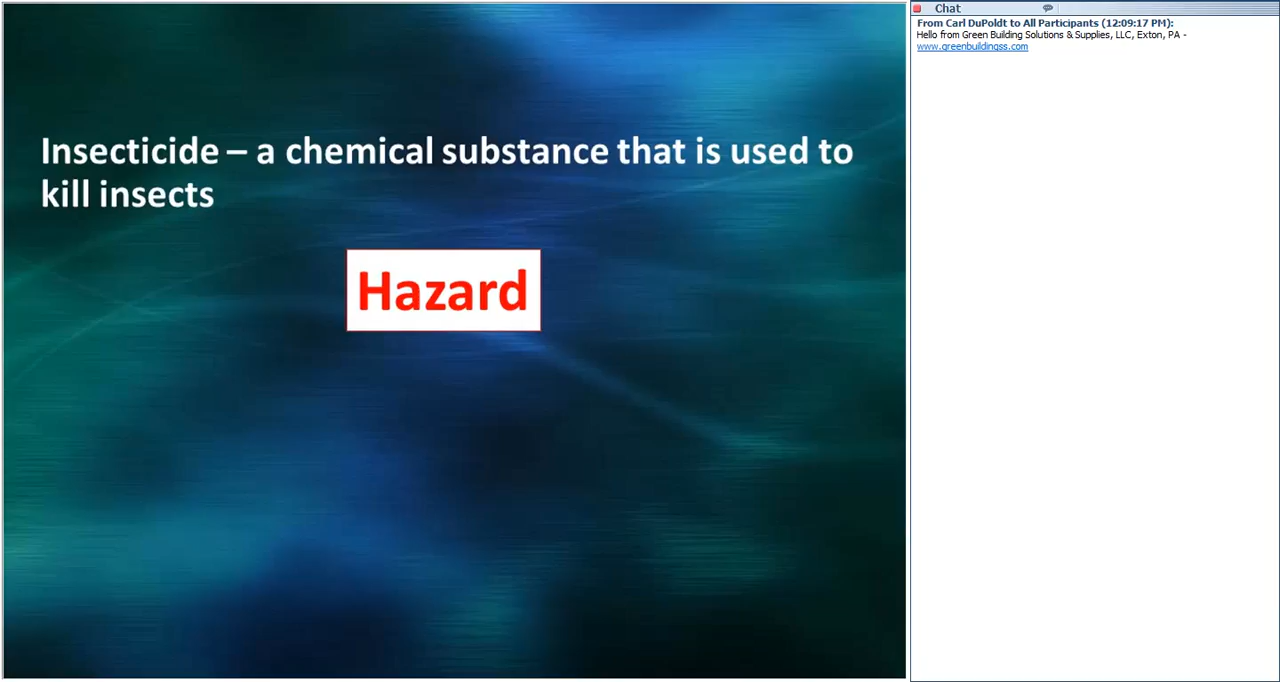 Insecticide – a chemical substance that is used to
kill insects
Hazard
Chat
From Carl DuPoldt to All Participants (12:09:17 PM):
Hello from Green Building Solutions & Supplies, LLC, Exton, PA -
www.greenbuildingss.com